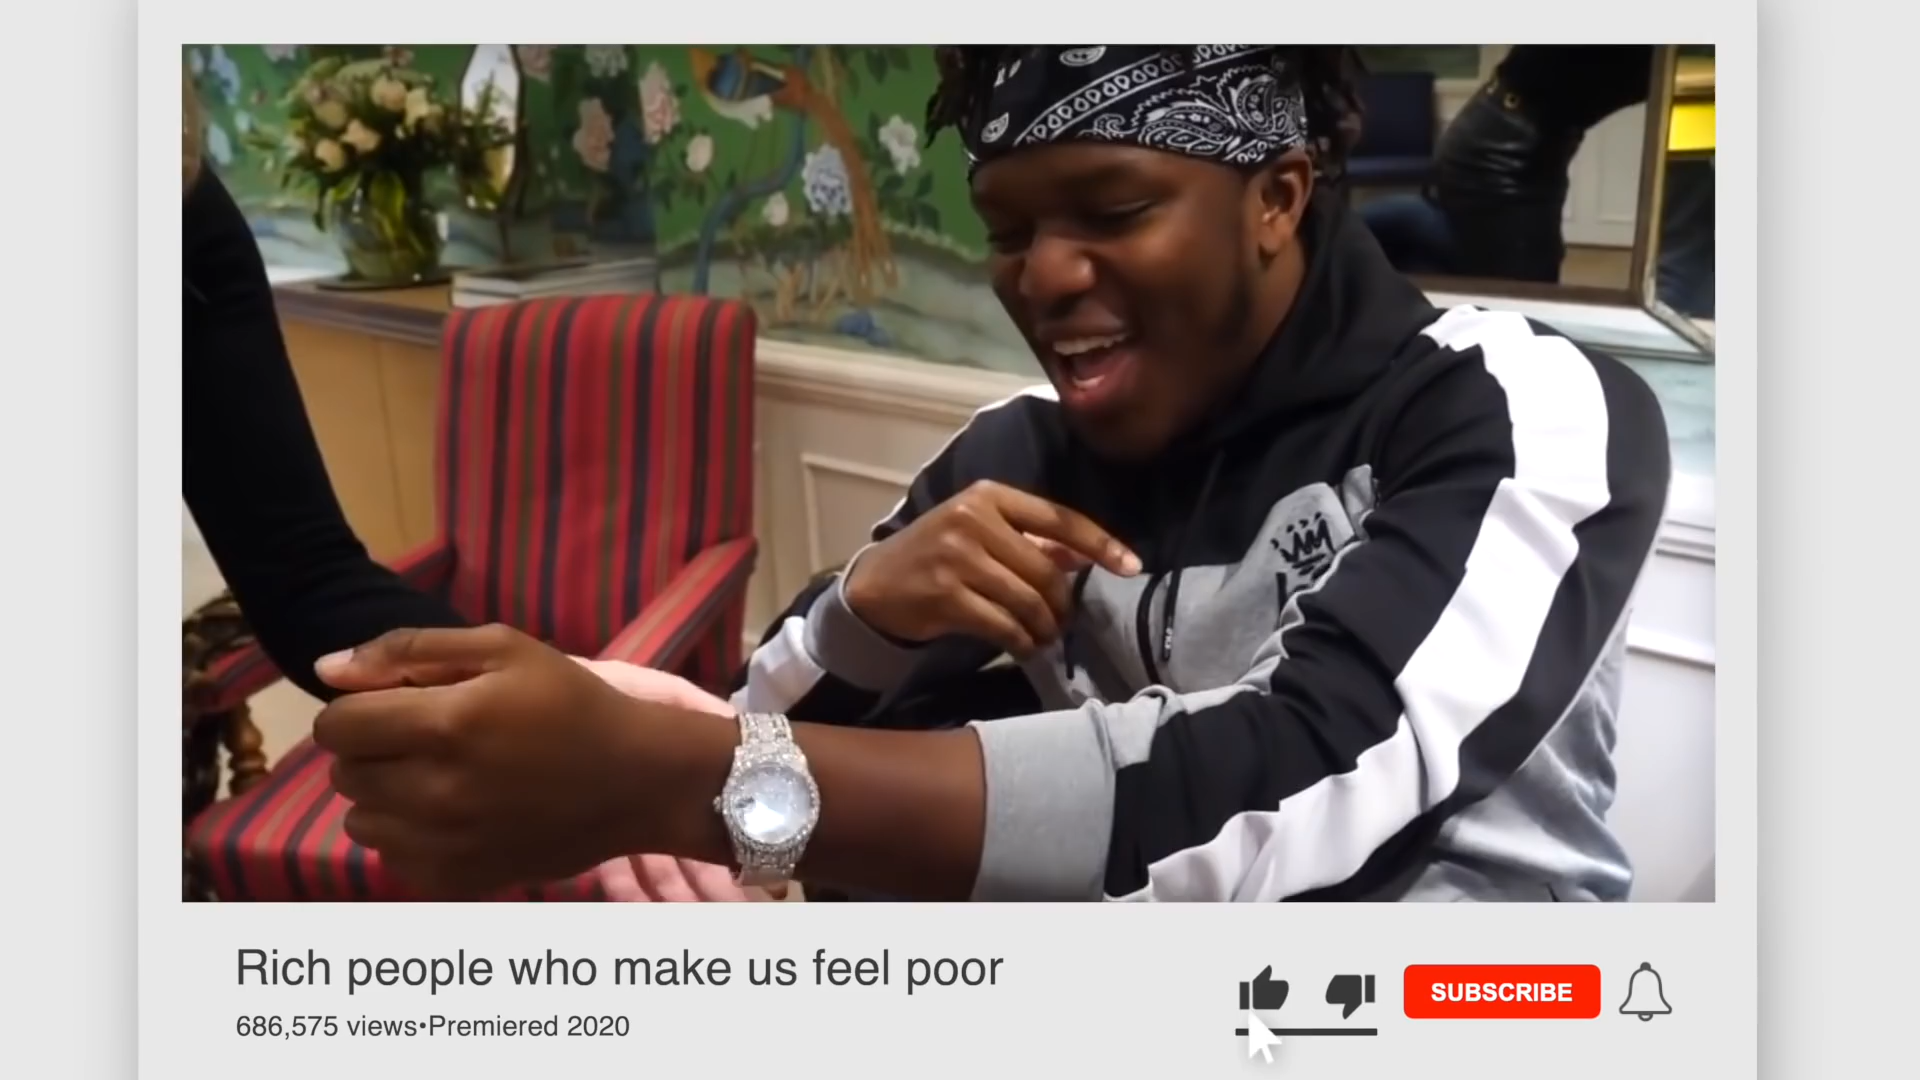 Rich people who make us feel poor
686,575 views•Premiered 2020
SUBSCRIBE